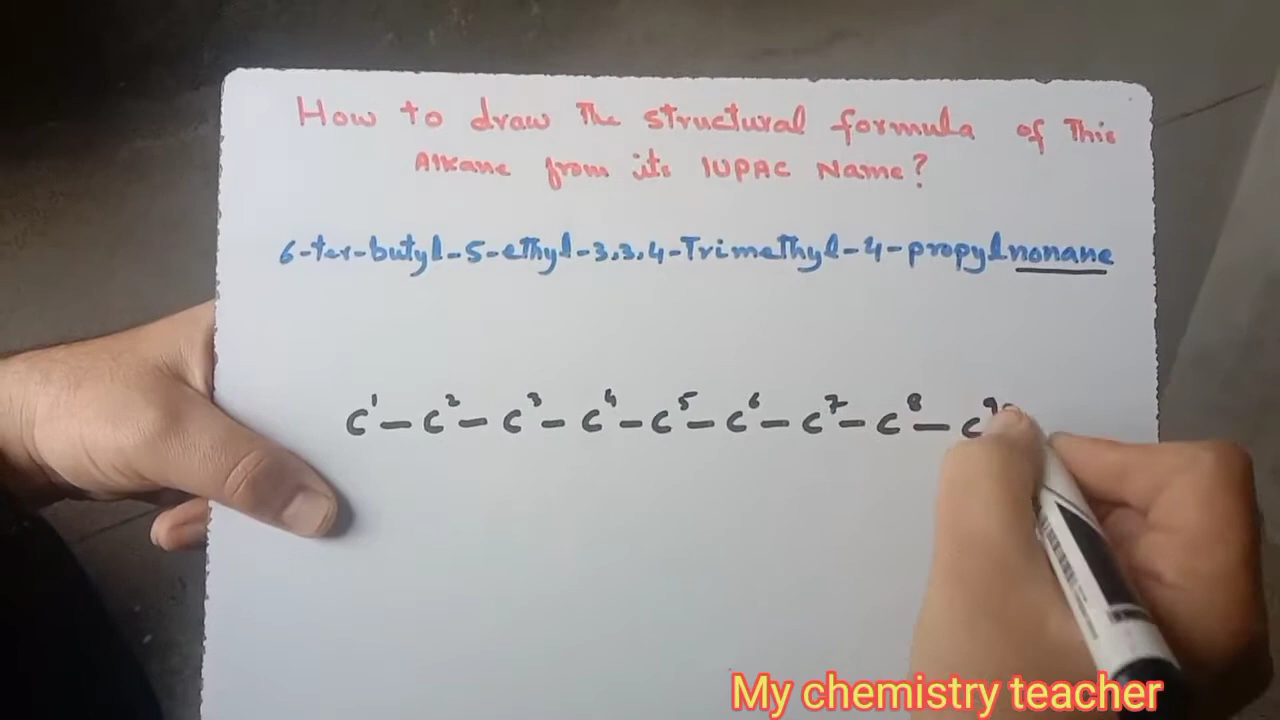 How to draw The structural formula of This
Alkane from its IUPAC Name?
6-ter-butyl-5-ethyl-3,3,4-Trimethyl-4-propylnonane
C¹-C²-C³-C⁴-C⁵-C⁶-C⁷-C⁸-C⁹
My chemistry teacher